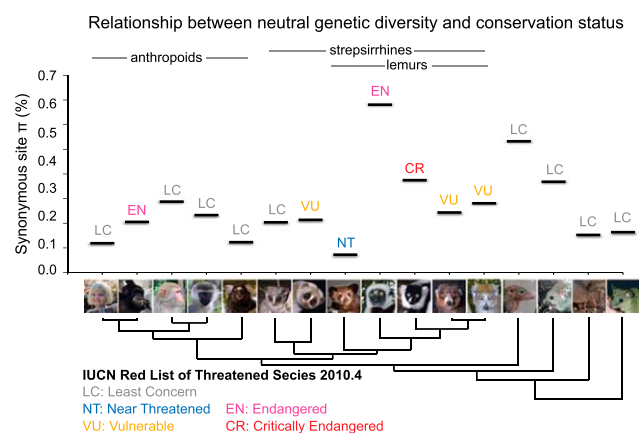 Relationship between neutral genetic diversity and conservation status
strepsirrhines
anthropoids
lemurs
Synonymous site π (%)
0.7
0.6
0.5
0.4
0.3
0.2
0.1
0.0
LC
EN
LC
LC
LC
LC
VU
NT
EN
CR
VU
VU
LC
LC
LC
LC
IUCN Red List of Threatened Secies 2010.4
LC: Least Concern
NT: Near Threatened EN: Endangered
VU: Vulnerable CR: Critically Endangered